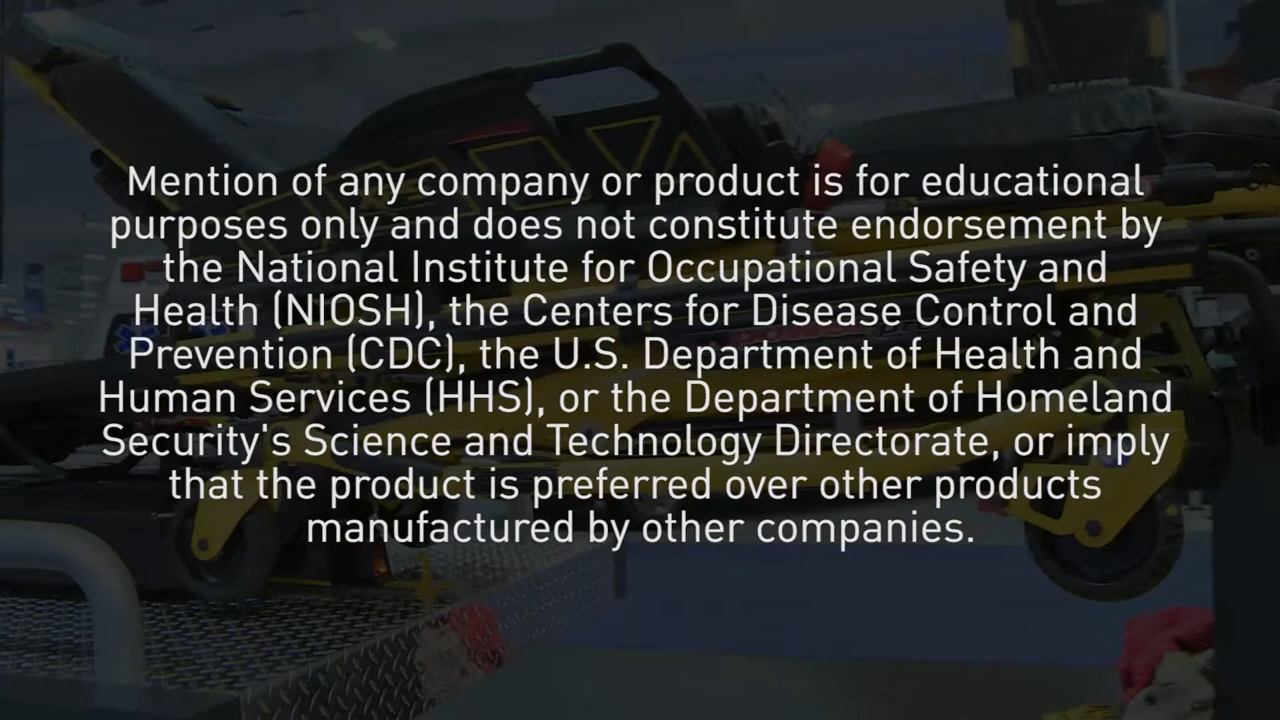 Mention of any company or product is for educational
purposes only and does not constitute endorsement by
the National Institute for Occupational Safety and
Health (NIOSH), the Centers for Disease Control and
Prevention (CDC), the U.S. Department of Health and
Human Services (HHS), or the Department of Homeland
Security's Science and Technology Directorate, or imply
that the product is preferred over other products
manufactured by other companies.